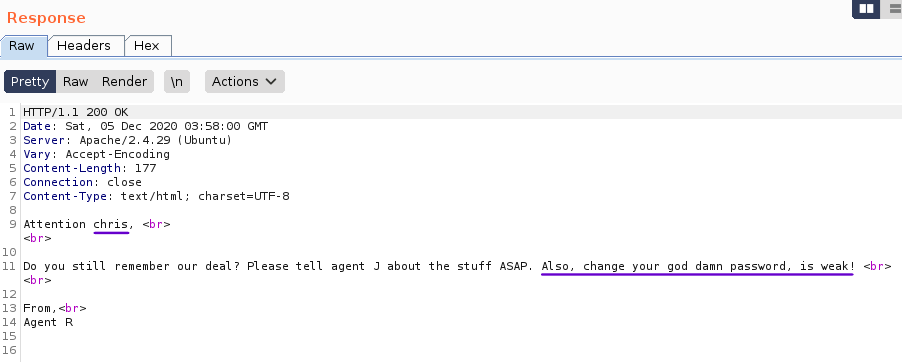 Response
Raw Headers Hex
Pretty Raw Render \n Actions
1 HTTP/1.1 200 OK
2 Date: Sat, 05 Dec 2020 03:58:00 GMT
3 Server: Apache/2.4.29 (Ubuntu)
4 Vary: Accept-Encoding
5 Content-Length: 177
6 Connection: close
7 Content-Type: text/html; charset=UTF-8
8
9 Attention chris, <br>
<br>
10
11 Do you still remember our deal? Please tell agent J about the stuff ASAP. Also, change your god damn password, is weak! <br>
<br>
12
13 From,<br>
14 Agent R
15
16